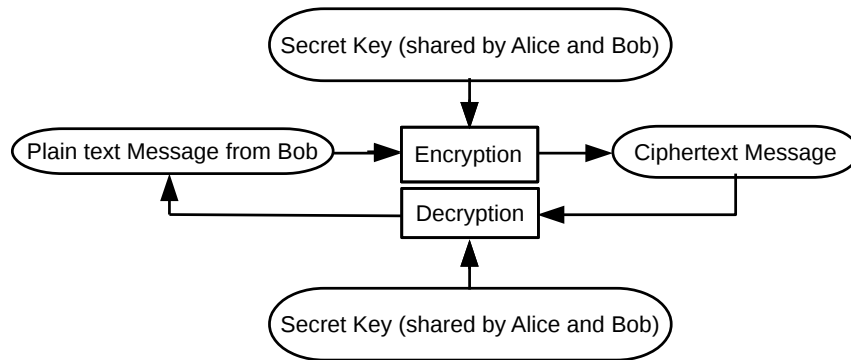 Secret Key (shared by Alice and Bob)
Plain text Message from Bob
Encryption
Ciphertext Message
Decryption
Secret Key (shared by Alice and Bob)